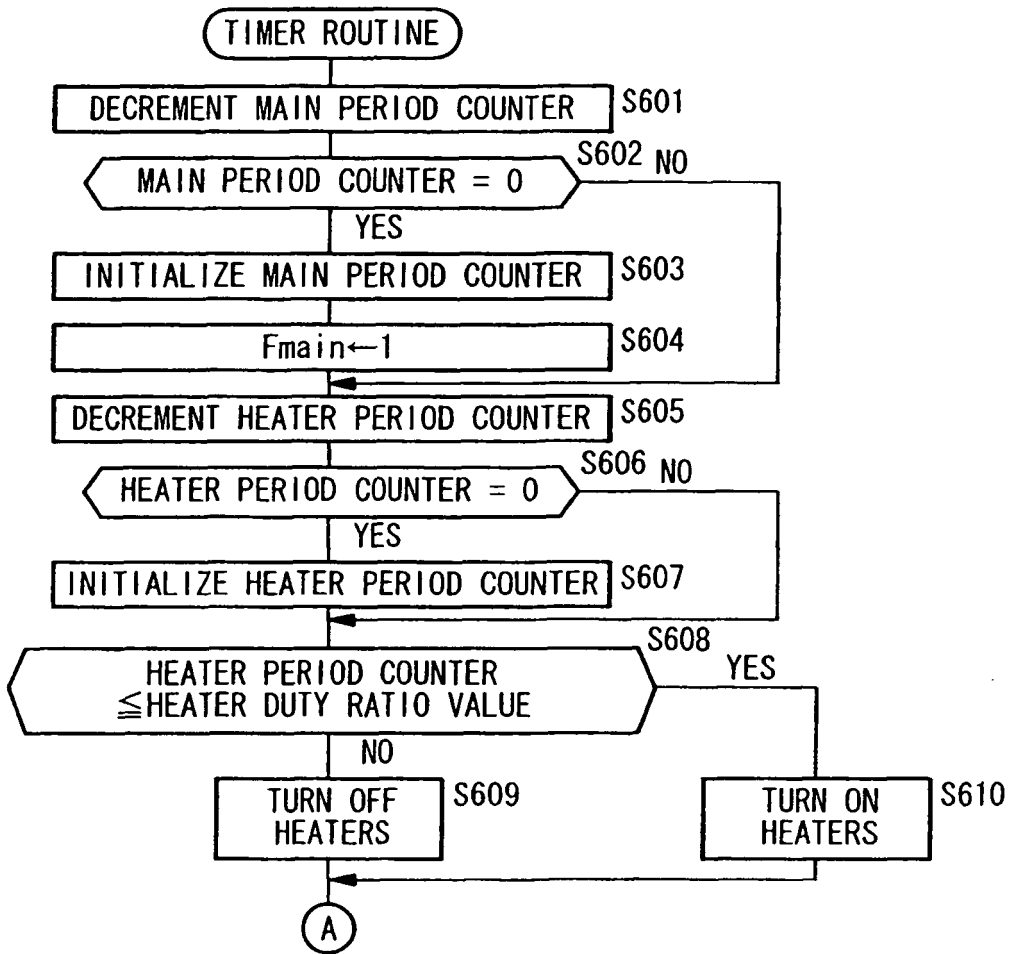 TIMER ROUTINE
DECREMENT MAIN PERIOD COUNTER
S601
MAIN PERIOD COUNTER = 0
S602
NO
YES
INITIALIZE MAIN PERIOD COUNTER
S603
Fmain←1
S604
DECREMENT HEATER PERIOD COUNTER
S605
HEATER PERIOD COUNTER = 0
S606
NO
YES
INITIALIZE HEATER PERIOD COUNTER
S607
HEATER PERIOD COUNTER
≦HEATER DUTY RATIO VALUE
S608
YES
NO
TURN OFF
HEATERS
S609
TURN ON
HEATERS
S610
A